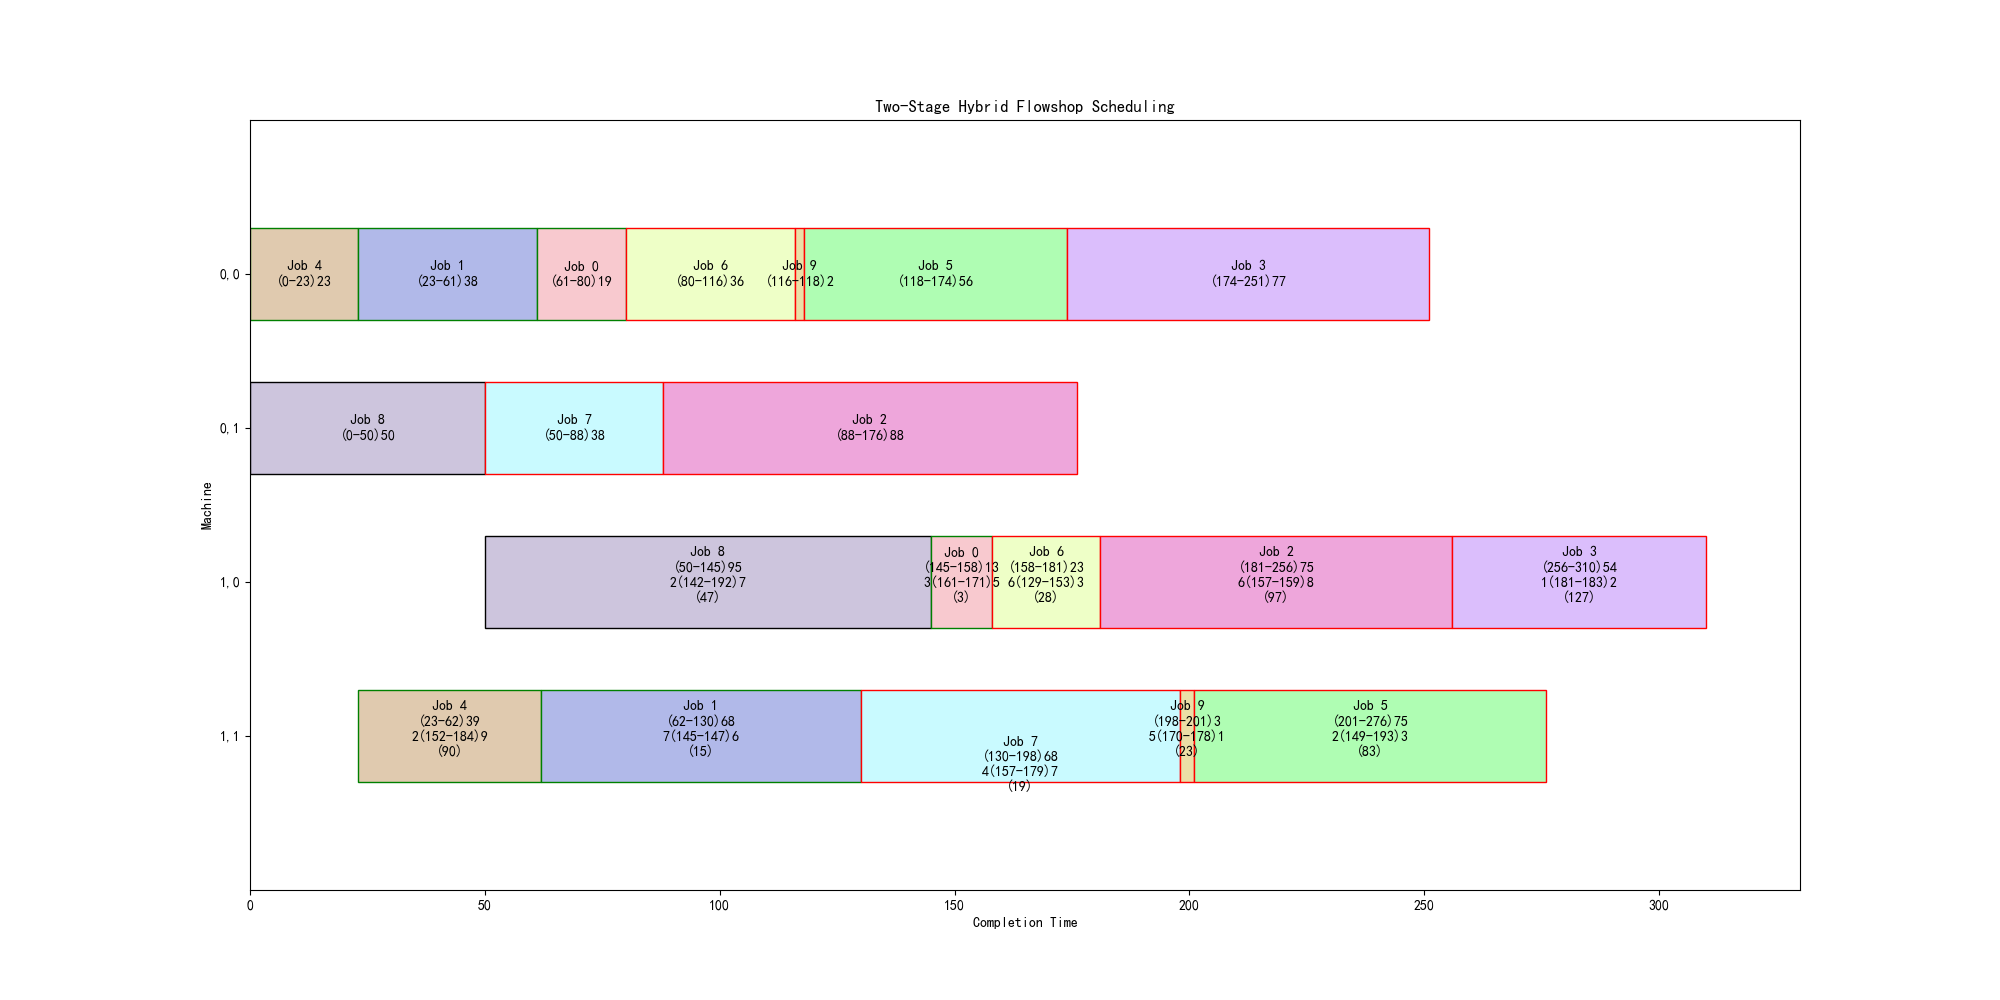 Two-Stage Hybrid Flowshop Scheduling
Machine
0,0
Job 4
(0-23)23
Job 1
(23-61)38
Job 0
(61-80)19
Job 6
(80-116)36
Job 9
(116-118)2
Job 5
(118-174)56
Job 3
(174-251)77
0,1
Job 8
(0-50)50
Job 7
(50-88)38
Job 2
(88-176)88
1,0
Job 8
(50-145)95
2(142-192)7
(47)
Job 0
(145-158)13
3(161-171)5
(3)
Job 6
(158-181)23
6(129-153)3
(28)
Job 2
(181-256)75
6(157-159)8
(97)
Job 3
(256-310)54
1(181-183)2
(127)
1,1
Job 4
(23-62)39
2(152-184)9
(90)
Job 1
(62-130)68
7(145-147)6
(15)
Job 7
(130-198)68
4(157-179)7
(19)
Job 9
(198-201)3
5(170-178)1
(23)
Job 5
(201-276)75
2(149-193)3
(83)
0
50
100
150
200
250
300
Completion Time